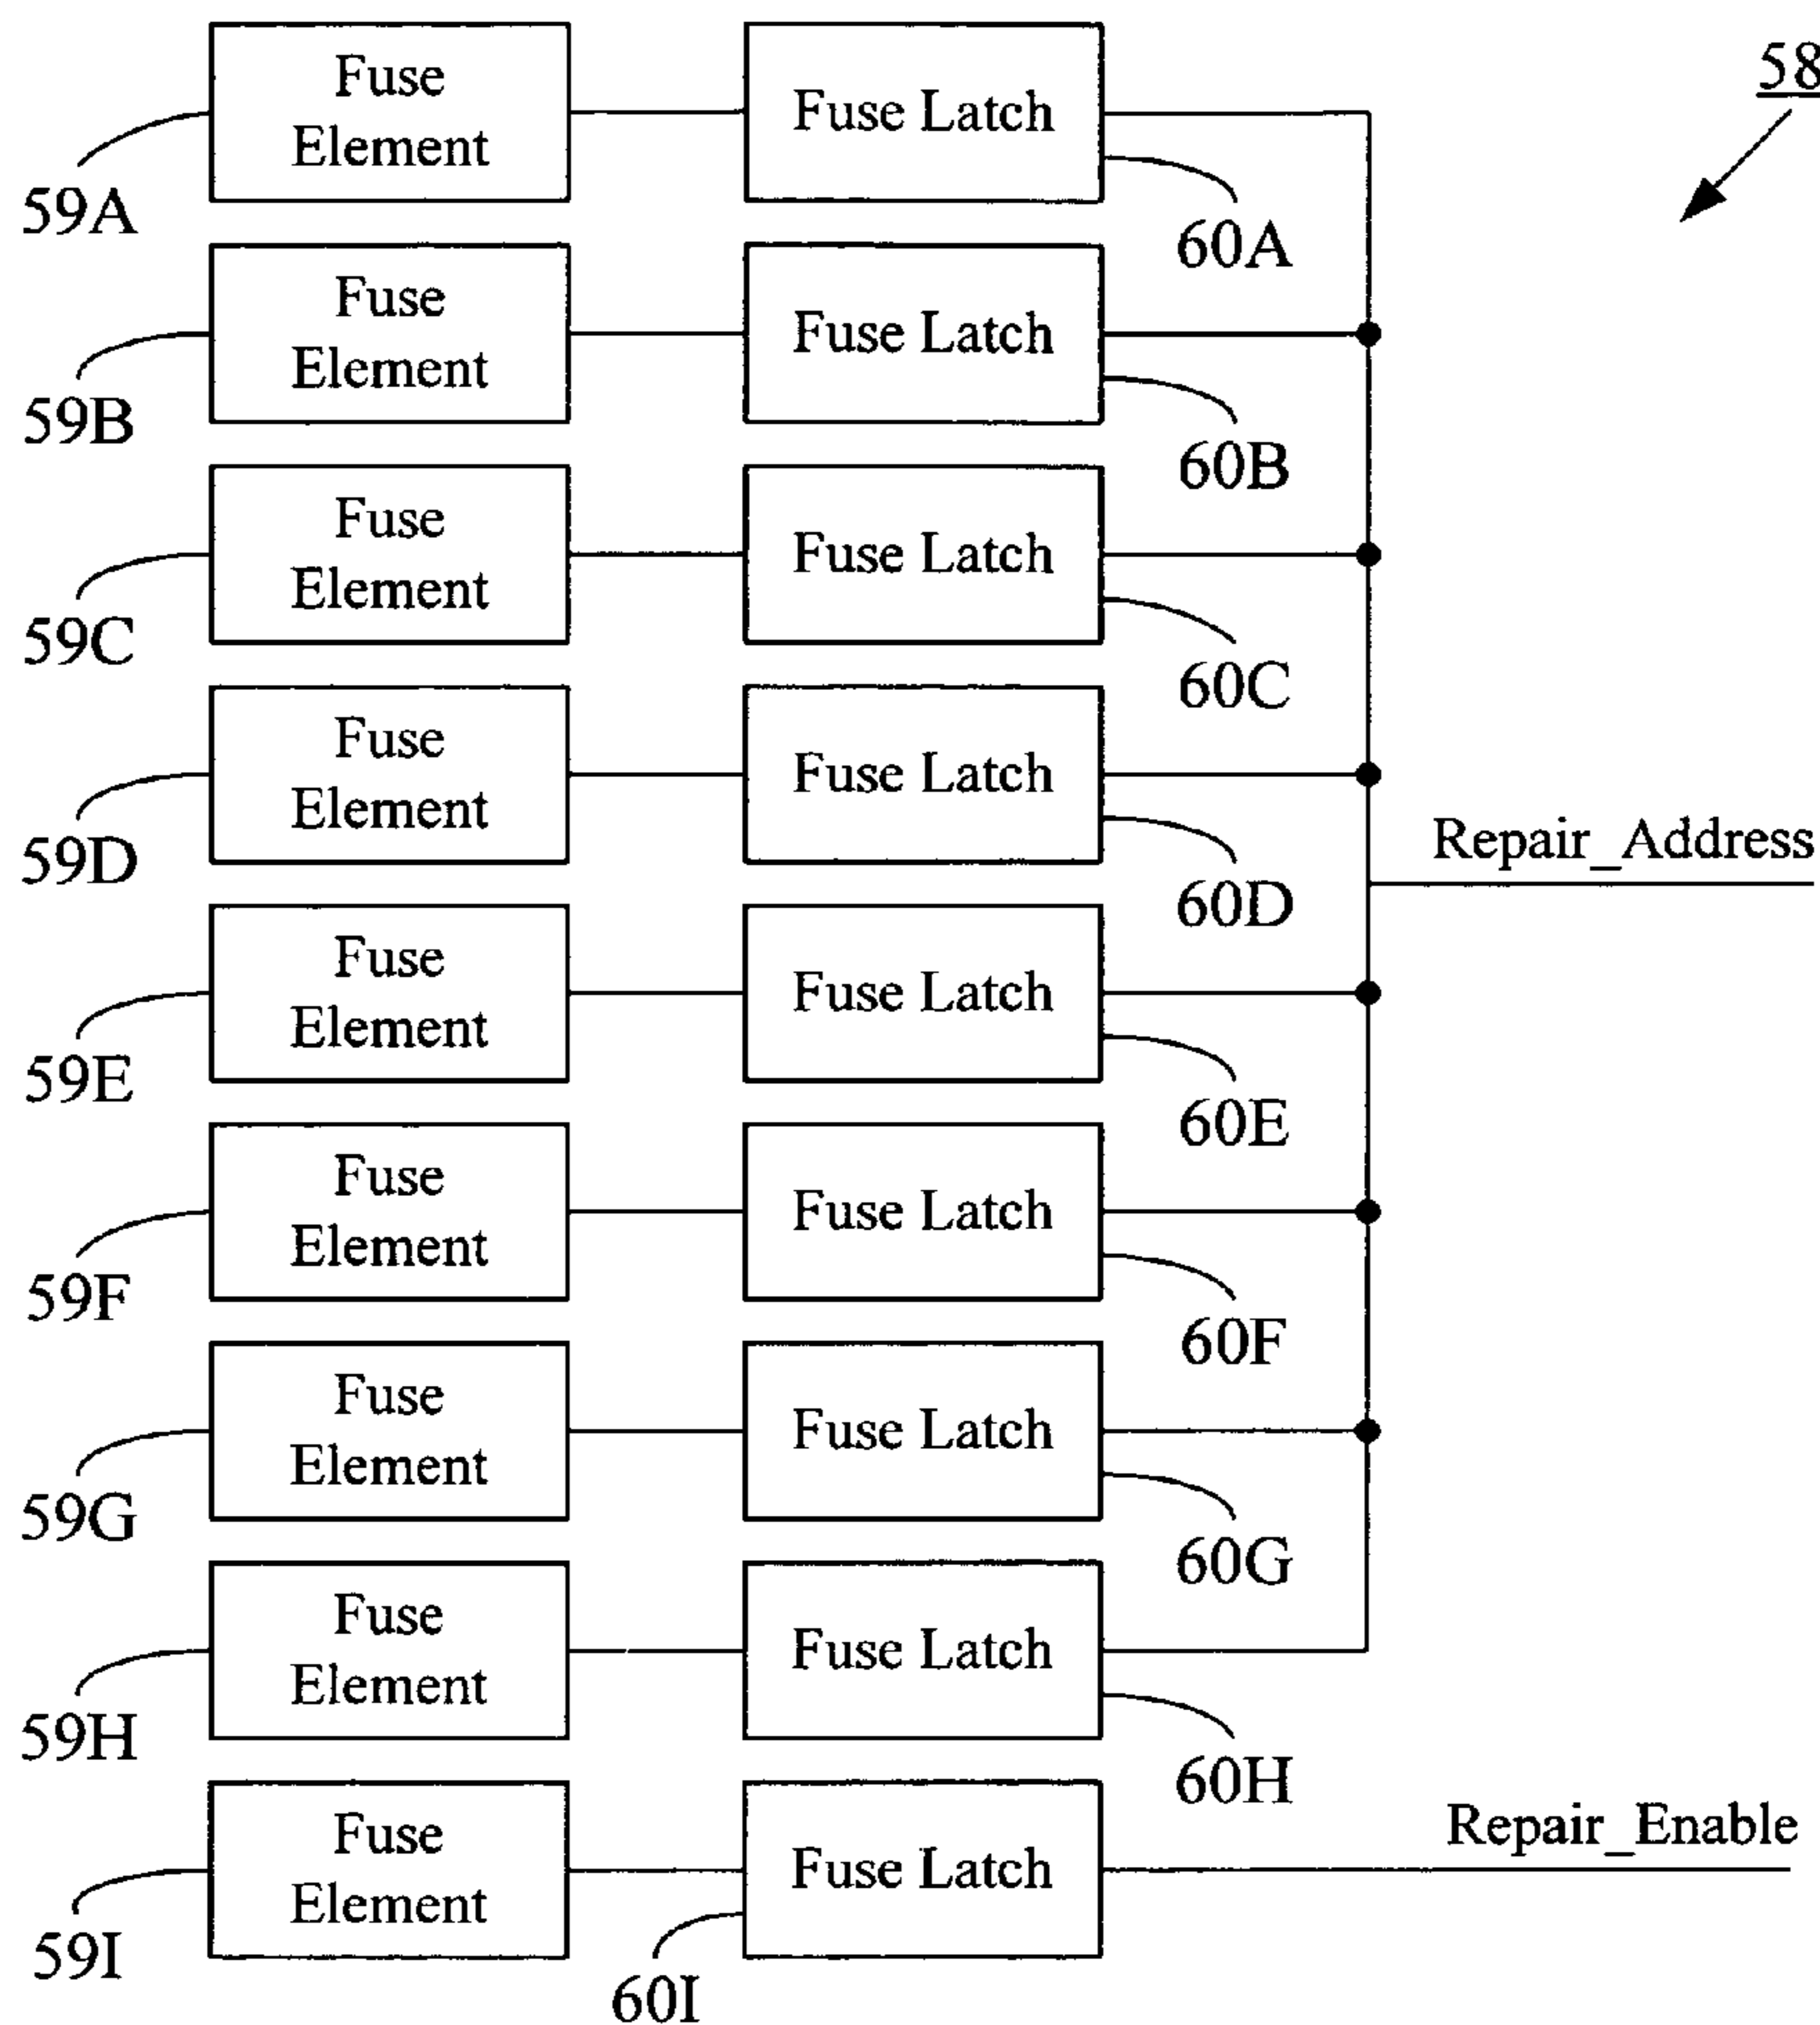 58
Fuse
Element
Fuse Latch
59A
60A
Fuse
Element
Fuse Latch
59B
60B
Fuse
Element
Fuse Latch
59C
60C
Fuse
Element
Fuse Latch
59D
60D
Repair_Address
Fuse
Element
Fuse Latch
59E
60E
Fuse
Element
Fuse Latch
59F
60F
Fuse
Element
Fuse Latch
59G
60G
Fuse
Element
Fuse Latch
59H
60H
Fuse
Element
Fuse Latch
Repair_Enable
59I
60I